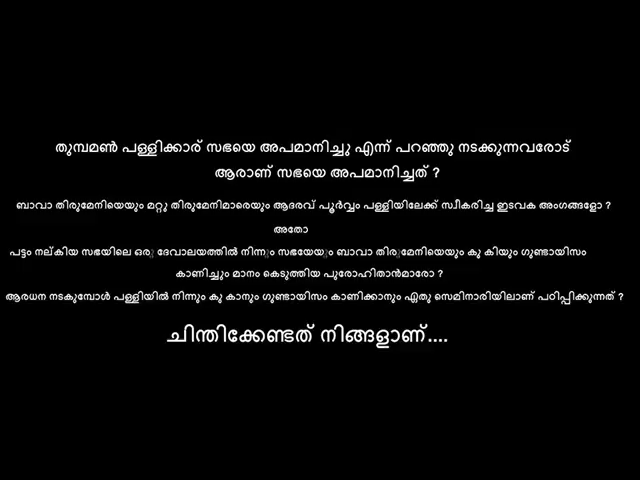 തുമ്പമൺ പള്ളിക്കാര് സഭയെ അപമാനിച്ചു എന്ന് പറഞ്ഞു നടക്കുന്നവരോട്
ആരാണ് സഭയെ അപമാനിച്ചത് ?
ബാവാ തിരുമേനിയെയും മറ്റു തിരുമേനിമാരെയും ആദരവ് പൂർവ്വം പള്ളിയിലേക്ക് സ്വീകരിച്ച ഇടവക അംഗങ്ങളോ ?
അതോ
പട്ടം നല്കിയ സഭയിലെ ഒരു ദേവാലയത്തിൽ നിന്നും സഭയേയും ബാവാ തിരുമേനിയെയും കൂ കിയും ഗുണ്ടായിസം
കാണിച്ചും മാനം കെടുത്തിയ പുരോഹിതാൻമാരോ ?
ആരധന നടകുമ്പോൾ പള്ളിയിൽ നിന്നും കൂ കാനും ഗുണ്ടായിസം കാണിക്കാനും ഏതു സെമിനാരിയിലാണ് പഠിപ്പിക്കുന്നത് ?
ചിന്തിക്കേണ്ടത് നിങ്ങളാണ്....